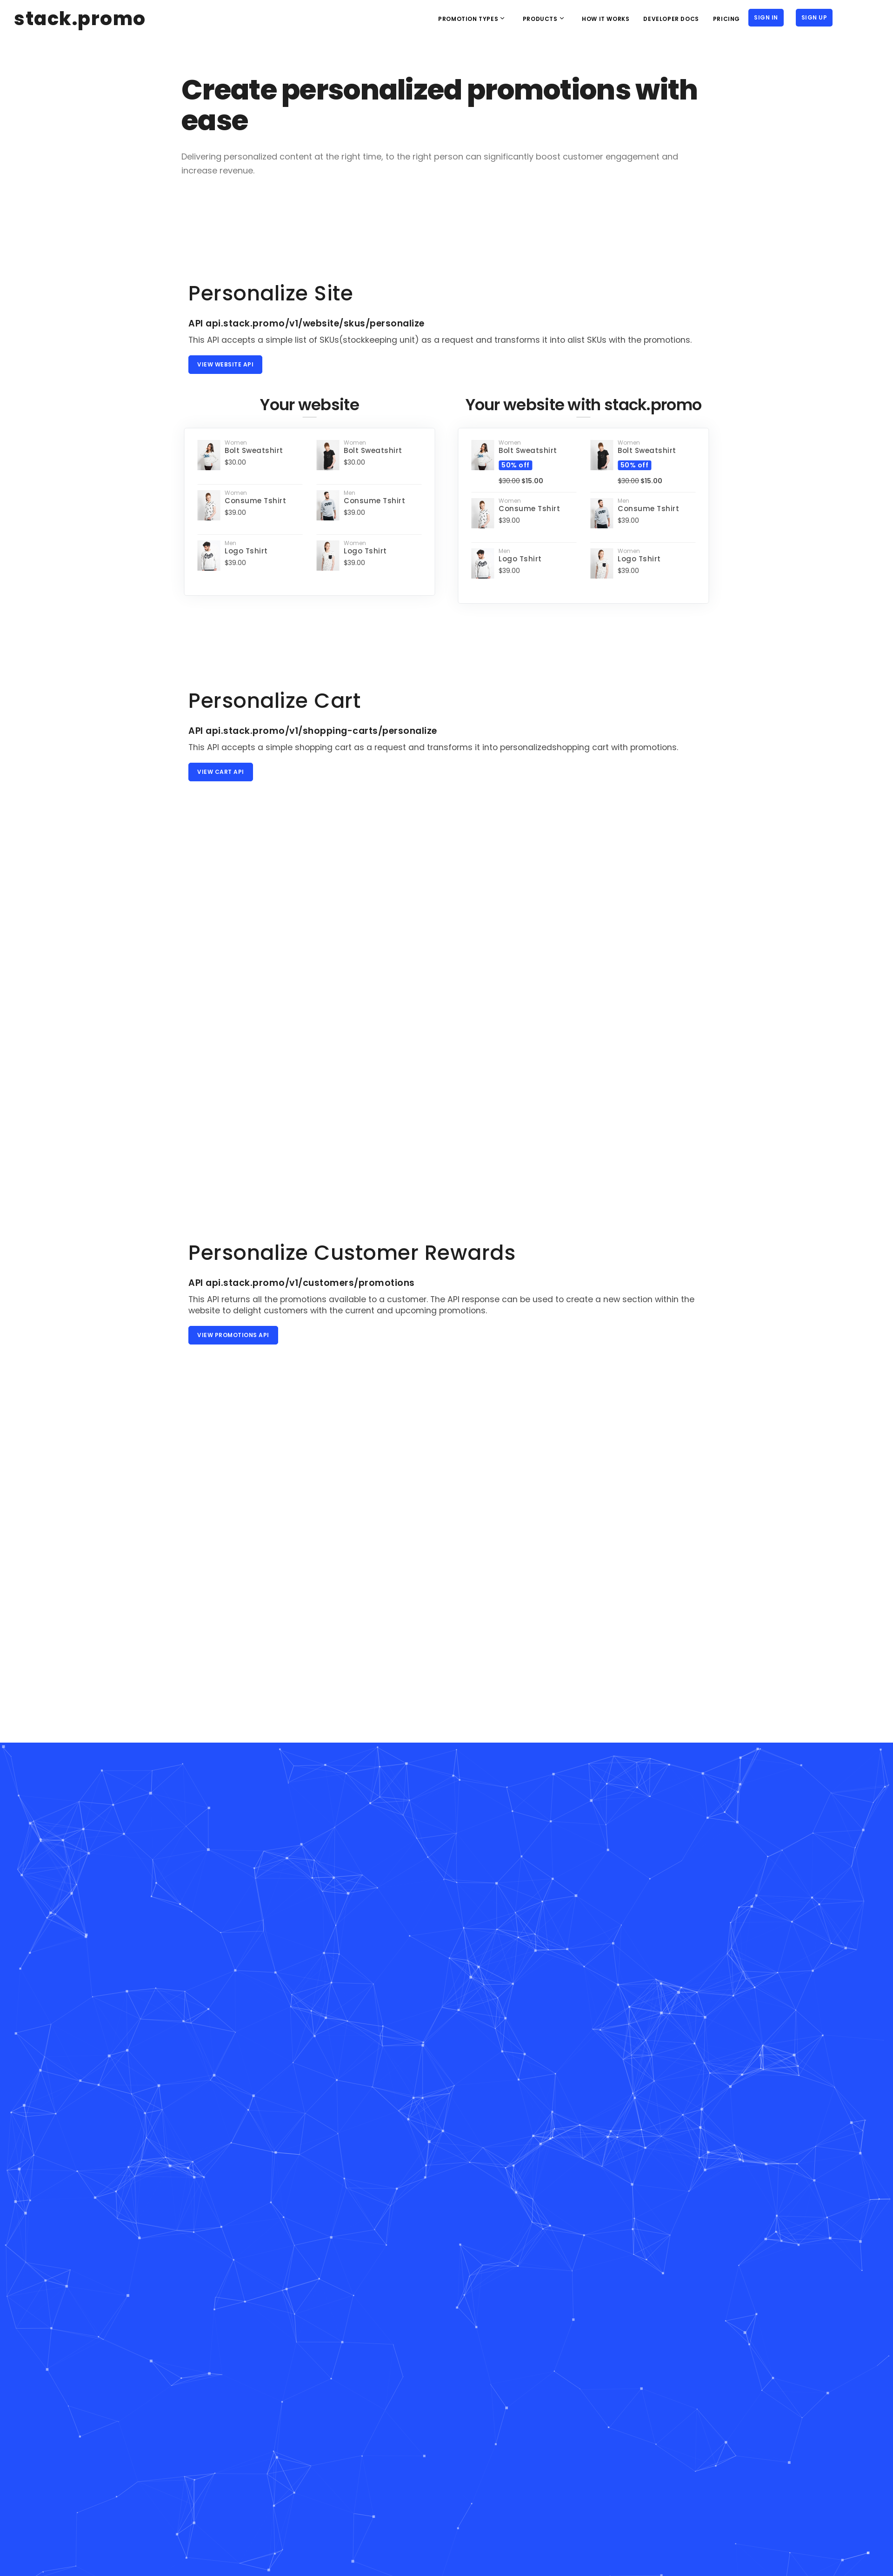 stack.promo
PROMOTION TYPES
PRODUCTS
HOW IT WORKS
DEVELOPER DOCS
PRICING
SIGN IN
SIGN UP
Create personalized promotions with
ease
Delivering personalized content at the right time, to the right person can significantly boost customer engagement and
increase revenue.
Personalize Site
API api.stack.promo/v1/website/skus/personalize
This API accepts a simple list of SKUs(stockkeeping unit) as a request and transforms it into alist SKUs with the promotions.
VIEW WEBSITE API
Your website
Women
Bolt Sweatshirt
$30.00
Women
Bolt Sweatshirt
$30.00
Women
Consume Tshirt
$39.00
Men
Consume Tshirt
$39.00
Men
Logo Tshirt
$39.00
Women
Logo Tshirt
$39.00
Your website with stack.promo
Women
Bolt Sweatshirt
50% off
$30.00 $15.00
Women
Bolt Sweatshirt
50% off
$30.00 $15.00
Women
Consume Tshirt
$39.00
Men
Consume Tshirt
$39.00
Men
Logo Tshirt
$39.00
Women
Logo Tshirt
$39.00
Personalize Cart
API api.stack.promo/v1/shopping-carts/personalize
This API accepts a simple shopping cart as a request and transforms it into personalizedshopping cart with promotions.
VIEW CART API
Personalize Customer Rewards
API api.stack.promo/v1/customers/promotions
This API returns all the promotions available to a customer. The API response can be used to create a new section within the
website to delight customers with the current and upcoming promotions.
VIEW PROMOTIONS API